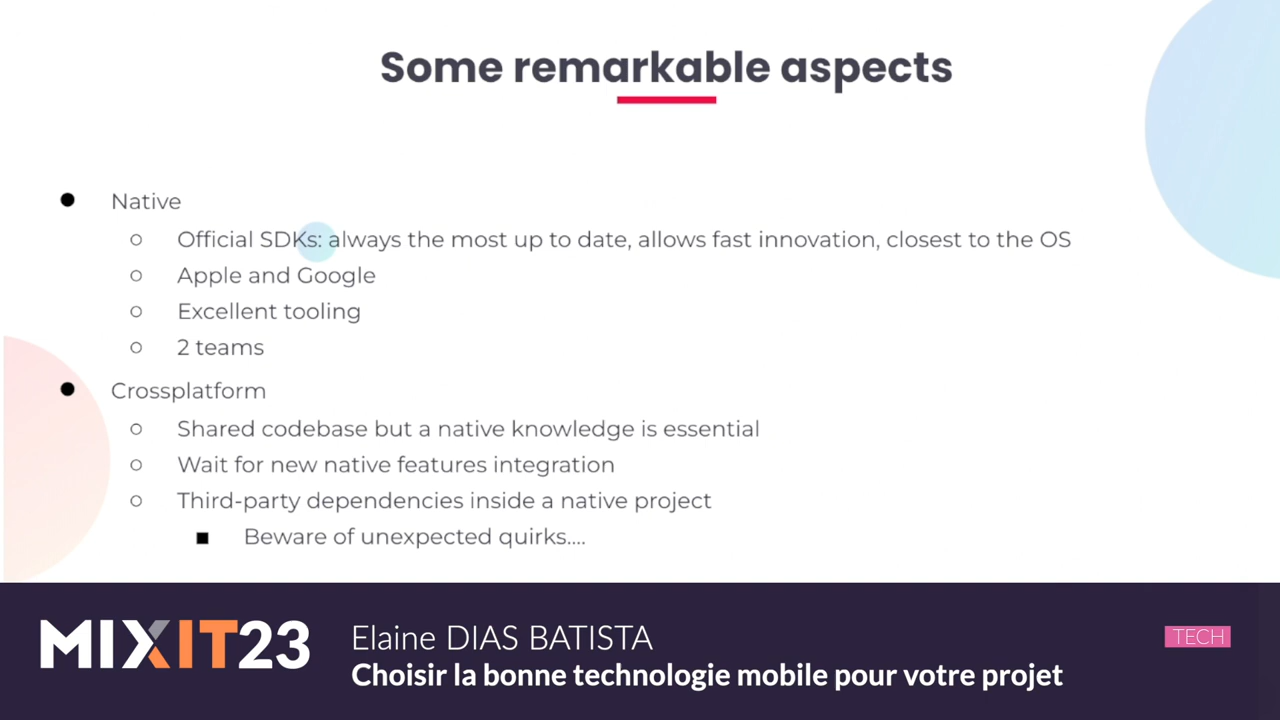 Some remarkable aspects
Native
Official SDKs: always the most up to date, allows fast innovation, closest to the OS
Apple and Google
Excellent tooling
2 teams
Crossplatform
Shared codebase but a native knowledge is essential
Wait for new native features integration
Third-party dependencies inside a native project
Beware of unexpected quirks....
MIXIT23
Elaine DIAS BATISTA
TECH
Choisir la bonne technologie mobile pour votre projet